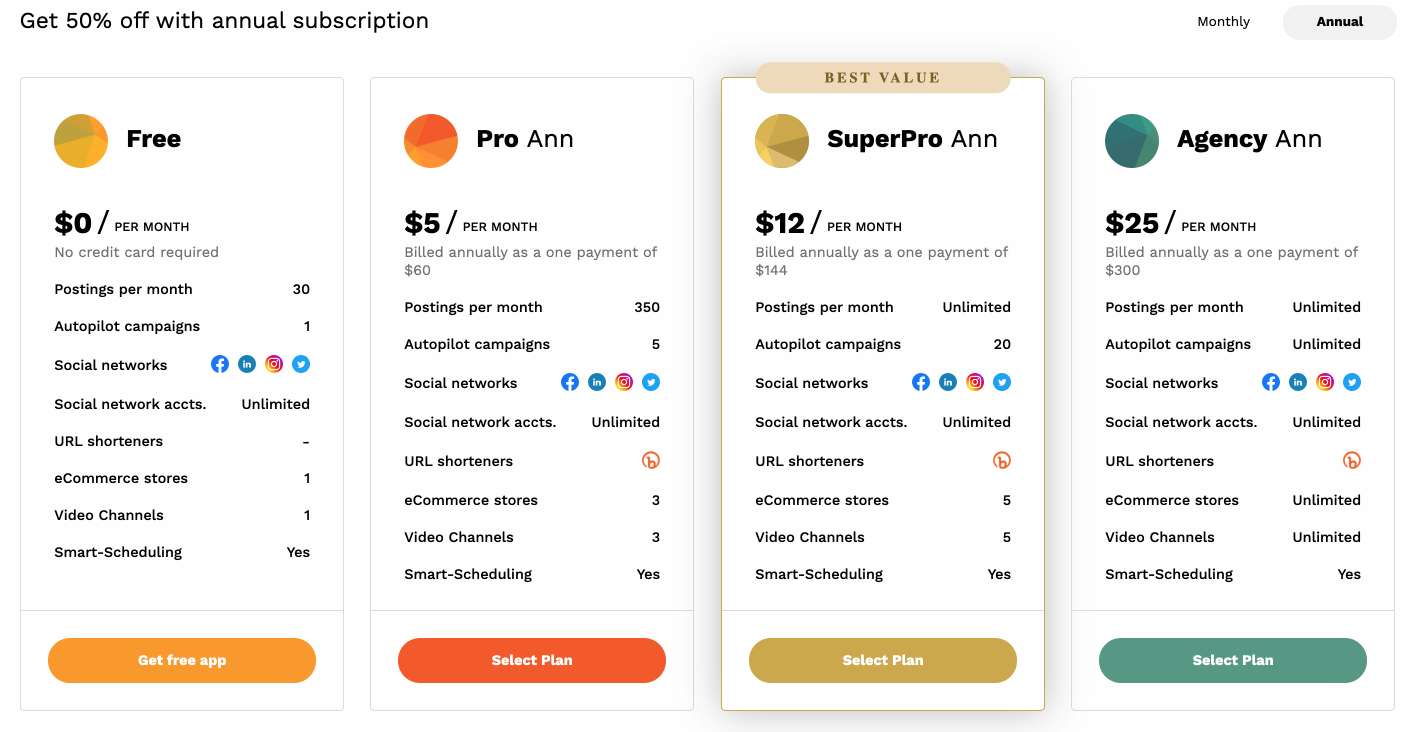 Get 50% off with annual subscription
Monthly
Annual
Free
$0 / PER MONTH
No credit card required
Postings per month 30
Autopilot campaigns 1
Social networks in
Social network accts. Unlimited
URL shorteners -
eCommerce stores 1
Video Channels 1
Smart-Scheduling Yes
Get free app
Pro Ann
$5 / PER MONTH
Billed annually as a one payment of
$60
Postings per month 350
Autopilot campaigns 5
Social networks in
Social network accts. Unlimited
URL shorteners
eCommerce stores 3
Video Channels 3
Smart-Scheduling Yes
Select Plan
BEST VALUE
SuperPro Ann
$12 / PER MONTH
Billed annually as a one payment of
$144
Postings per month Unlimited
Autopilot campaigns 20
Social networks in
Social network accts. Unlimited
URL shorteners
eCommerce stores 5
Video Channels 5
Smart-Scheduling Yes
Select Plan
Agency Ann
$25 / PER MONTH
Billed annually as a one payment of
$300
Postings per month Unlimited
Autopilot campaigns Unlimited
Social networks in
Social network accts. Unlimited
URL shorteners
eCommerce stores Unlimited
Video Channels Unlimited
Smart-Scheduling Yes
Select Plan